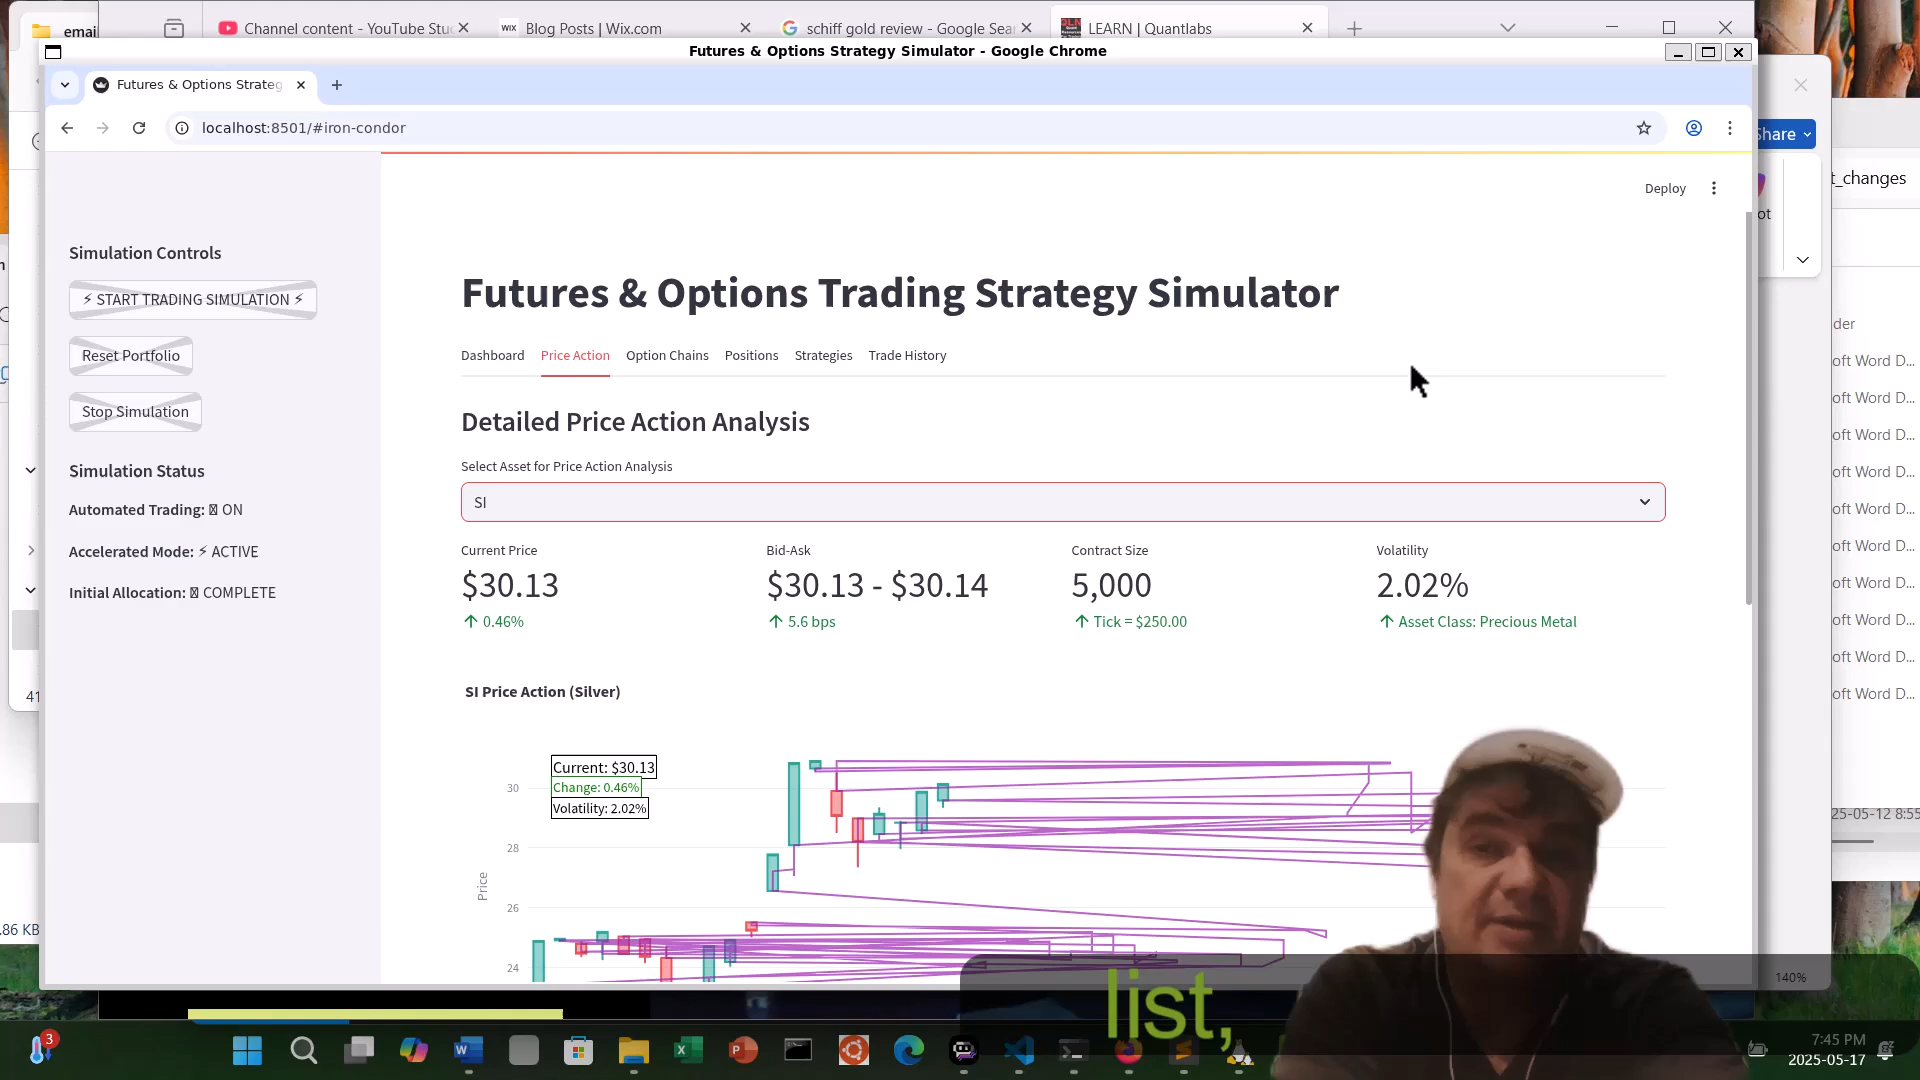 emai
Channel content - YouTube Stu
WIX Blog Posts | Wix.com
schiff gold review - Google Sear
QLN LEARN | Quantlabs
Futures & Options Strategy Simulator - Google Chrome
Futures & Options Strateg
localhost:8501/#iron-condor
Share
t_changes
ot
Deploy
Simulation Controls
⚡ START TRADING SIMULATION ⚡
Reset Portfolio
Stop Simulation
Simulation Status
Automated Trading: ON
Accelerated Mode: ⚡ ACTIVE
Initial Allocation: COMPLETE
Futures & Options Trading Strategy Simulator
Dashboard Price Action Option Chains Positions Strategies Trade History
Detailed Price Action Analysis
Select Asset for Price Action Analysis
SI
Current Price Bid-Ask Contract Size Volatility
$30.13 $30.13 - $30.14 5,000 2.02%
↑ 0.46% ↑ 5.6 bps ↑ Tick = $250.00 ↑ Asset Class: Precious Metal
SI Price Action (Silver)
Current: $30.13
Change: 0.46%
Volatility: 2.02%
30
28
26
24
Price
der
oft Word D...
oft Word D...
oft Word D...
oft Word D...
oft Word D...
oft Word D...
oft Word D...
oft Word D...
oft Word D...
oft Word D...
25-05-12 8:55
41
.86 KB
140%
list,
3
7:45 PM
2025-05-17